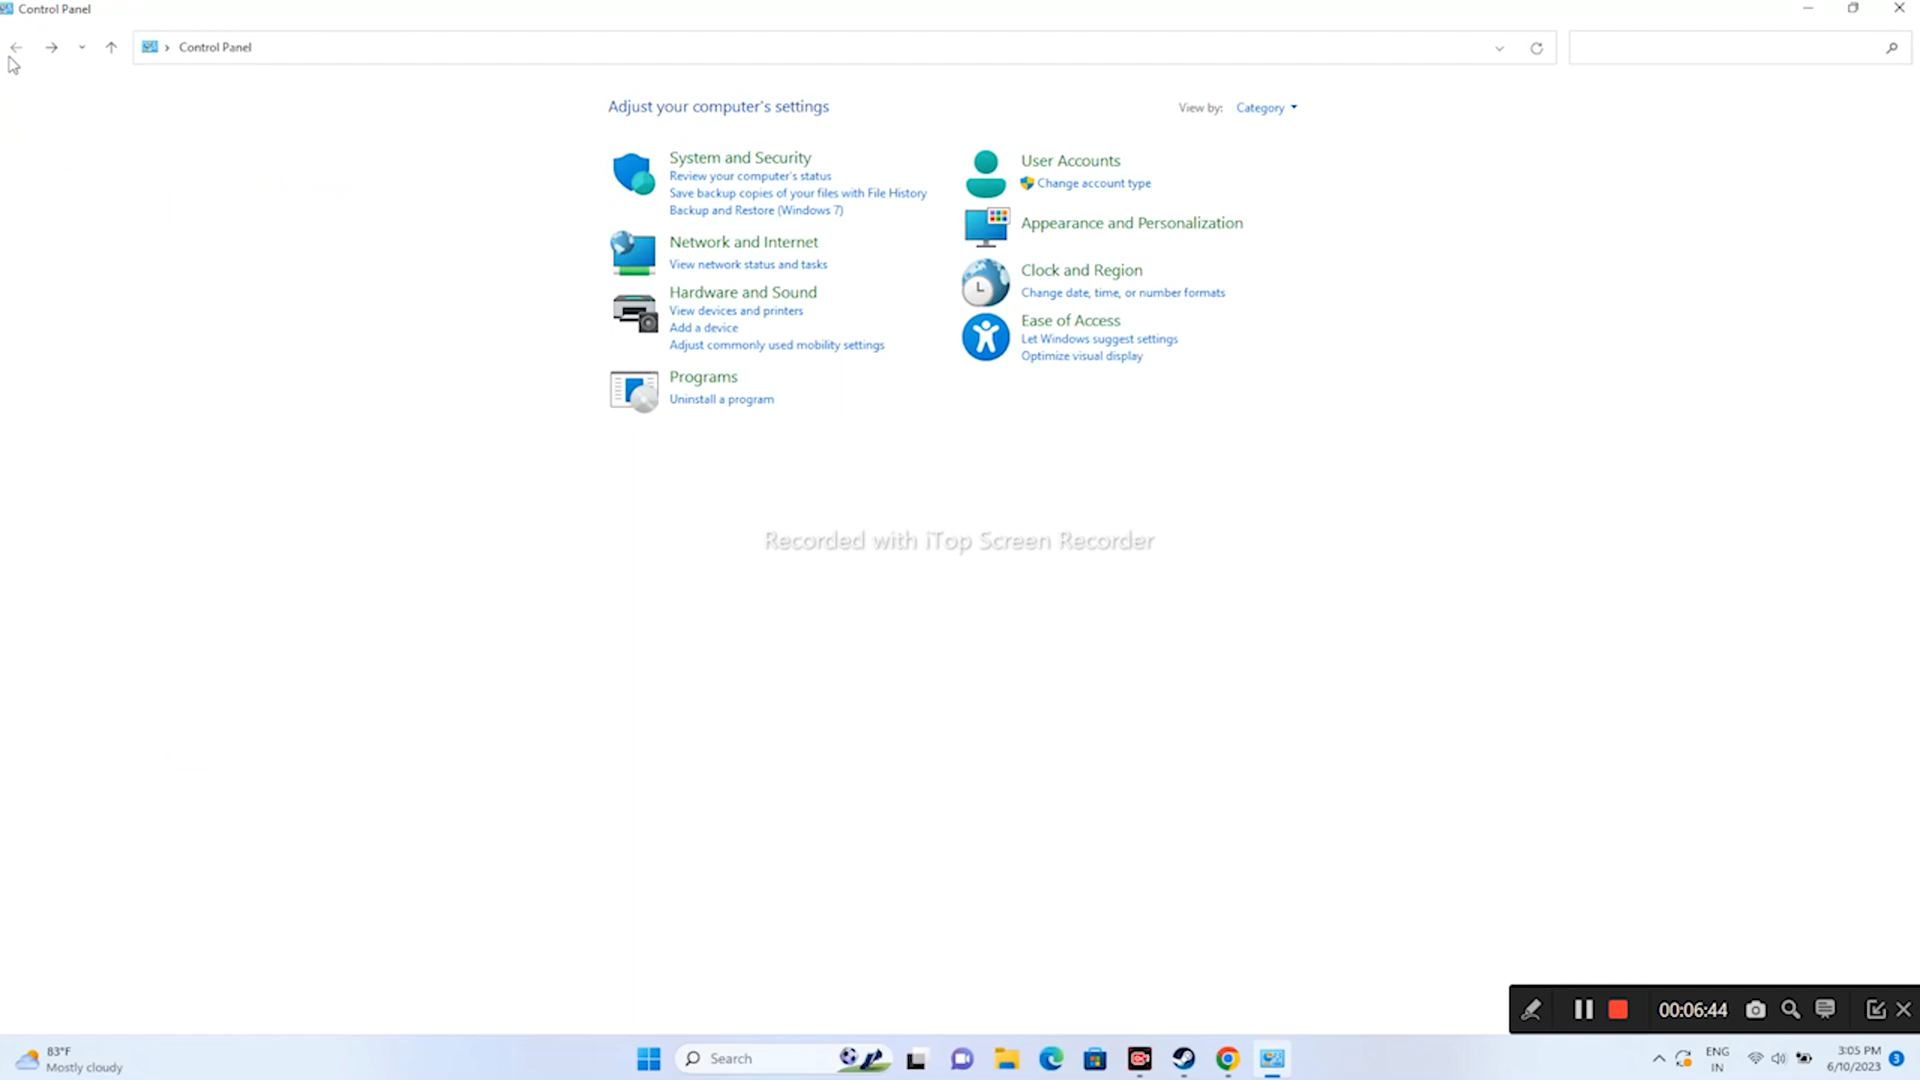 Control Panel
Control Panel
Adjust your computer's settings
View by: Category
System and Security
Review your computer's status
Save backup copies of your files with File History
Backup and Restore (Windows 7)
Network and Internet
View network status and tasks
Hardware and Sound
View devices and printers
Add a device
Adjust commonly used mobility settings
Programs
Uninstall a program
User Accounts
Change account type
Appearance and Personalization
Clock and Region
Change date, time, or number formats
Ease of Access
Let Windows suggest settings
Optimize visual display
Recorded with iTop Screen Recorder
00:06:44
83°F
Mostly cloudy
Search
ENG
IN
3:05 PM
6/10/2023
3